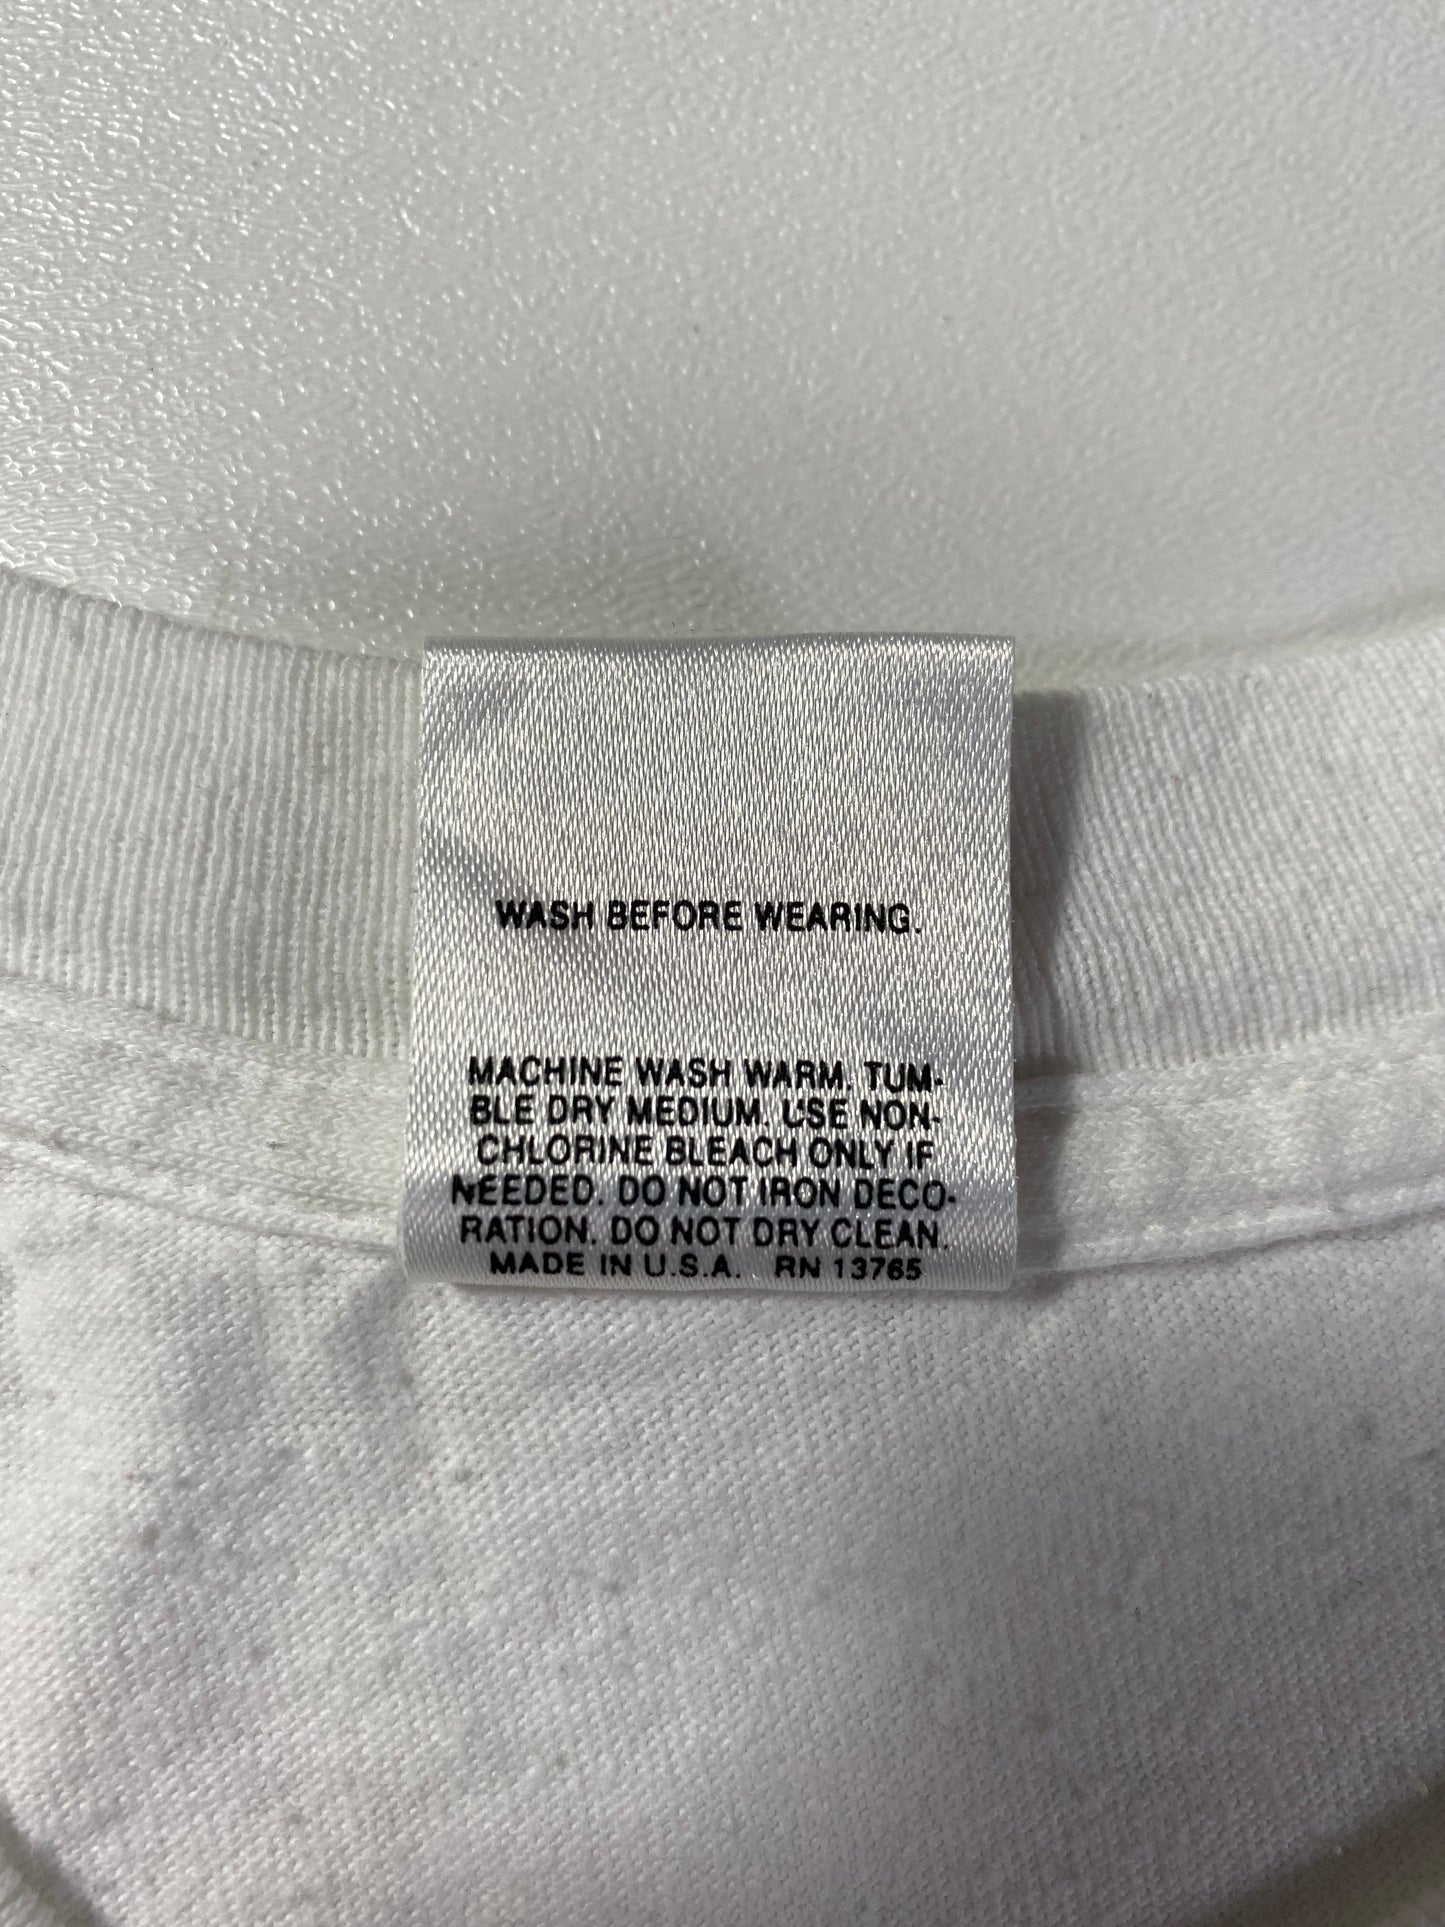 WASH BEFORE WEARING.
MACHINE WASH WARM. TUM-
BLE DRY MEDIUM. USE NON-
CHLORINE BLEACH ONLY IF
NEEDED. DO NOT IRON DECO-
RATION. DO NOT DRY CLEAN.
MADE IN U.S.A. RN 13765